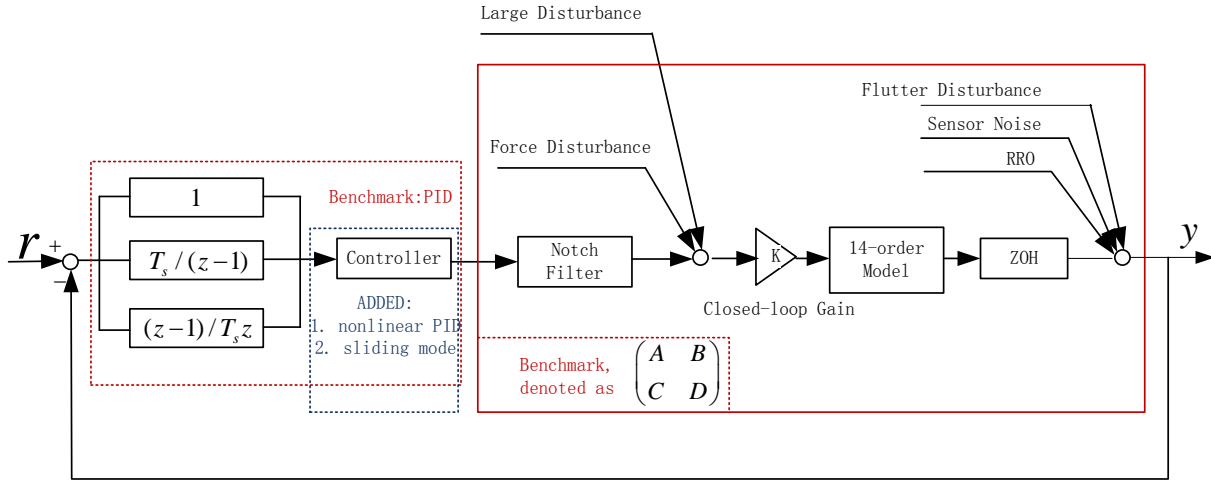 Large Disturbance
Flutter Disturbance
Sensor Noise
RRO
Force Disturbance
r
+
−
1
T_s / (z−1)
(z−1) / T_s z
Benchmark:PID
Controller
ADDED:
1. nonlinear PID
2. sliding mode
Notch
Filter
K
Closed-loop Gain
14-order
Model
ZOH
y
Benchmark,
denoted as
A B
C D